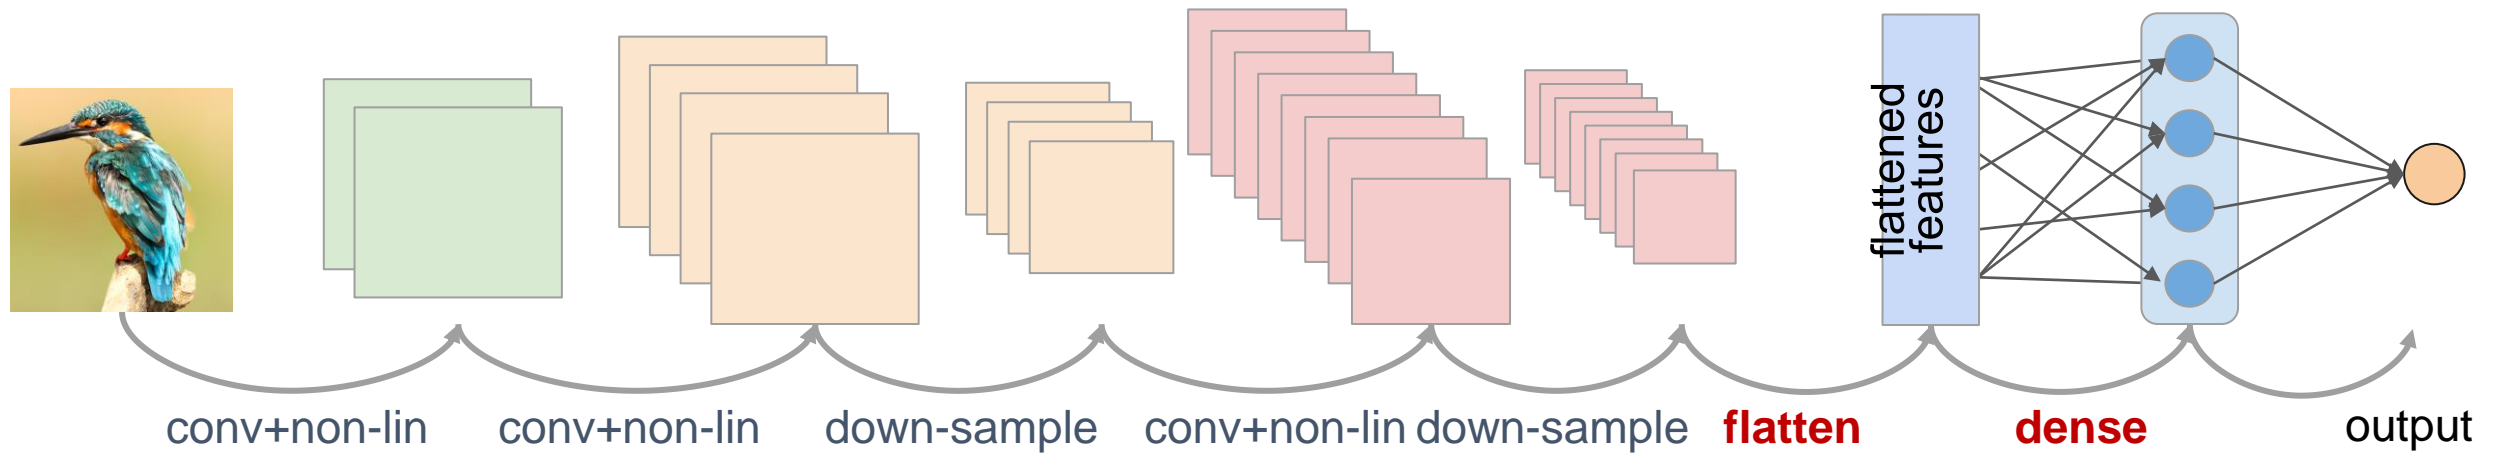 flattened
features
conv+non-lin
conv+non-lin
down-sample
conv+non-lin
down-sample
flatten
dense
output